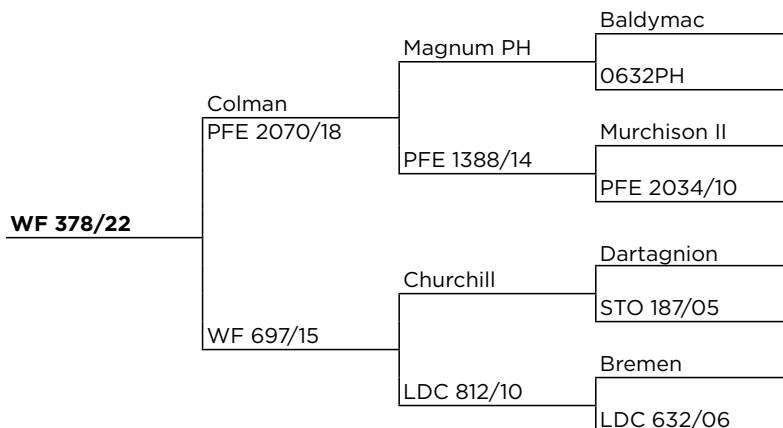 Baldymac
Magnum PH
0632PH
Colman
PFE 2070/18
Murchison II
PFE 1388/14
PFE 2034/10
WF 378/22
Dartagnion
Churchill
STO 187/05
WF 697/15
Bremen
LDC 812/10
LDC 632/06